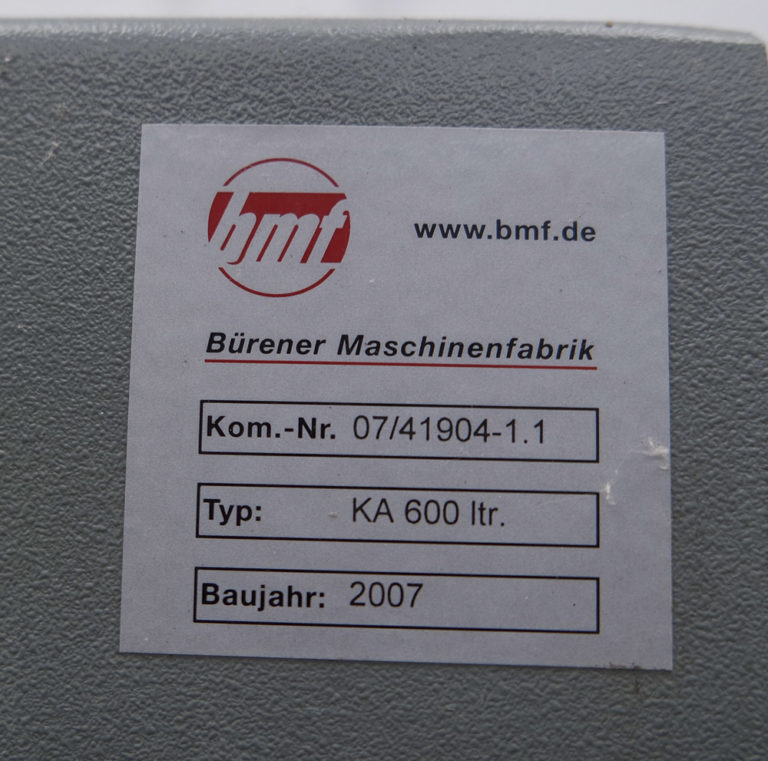 bmf
www.bmf.de
Bürener Maschinenfabrik
Kom.-Nr. 07/41904-1.1
Typ: KA 600 ltr.
Baujahr: 2007